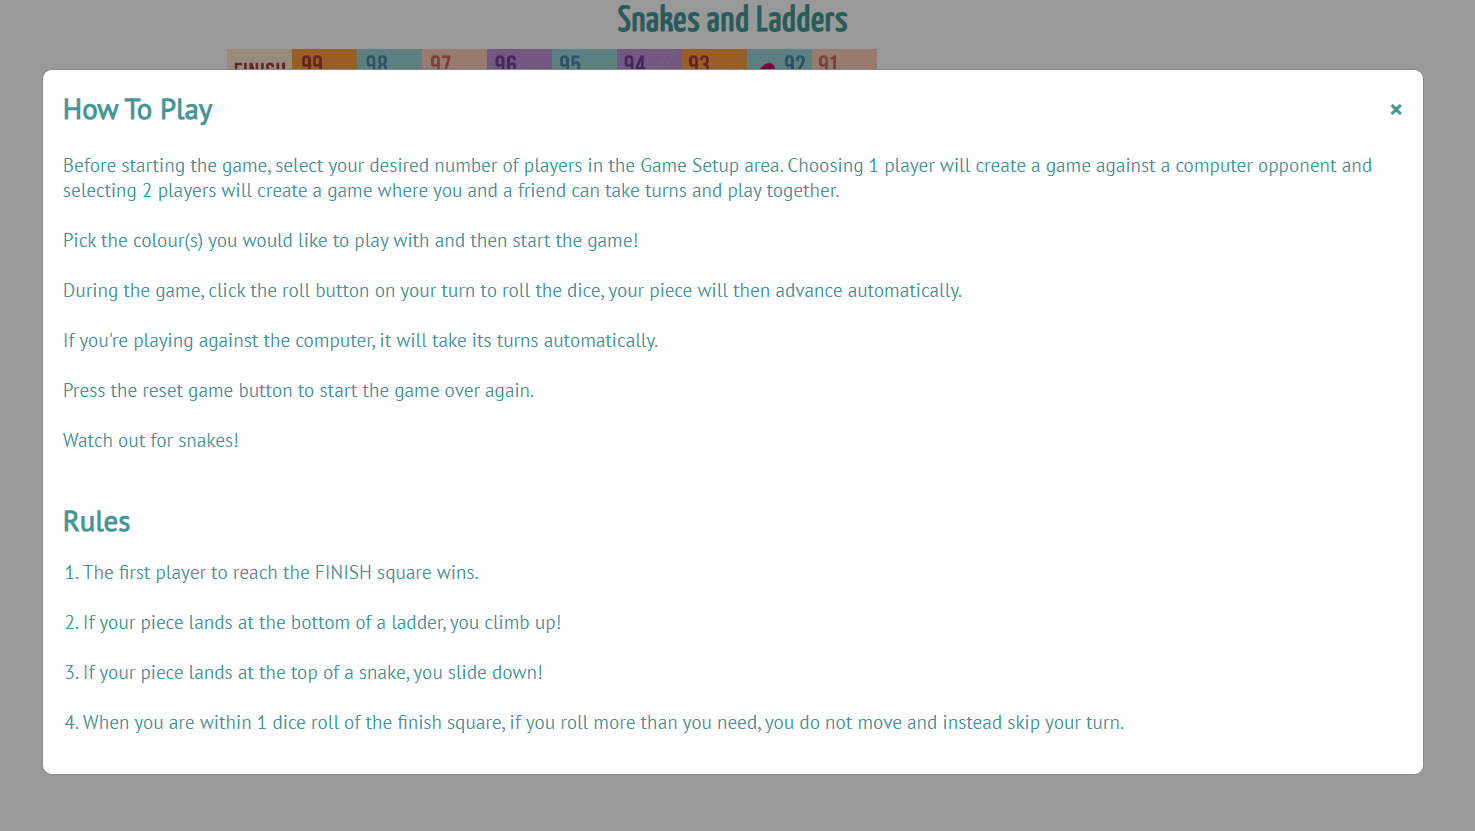 Snakes and Ladders
FINISH 99 98 97 96 95 94 93 92 91
How To Play
×
Before starting the game, select your desired number of players in the Game Setup area. Choosing 1 player will create a game against a computer opponent and
selecting 2 players will create a game where you and a friend can take turns and play together.
Pick the colour(s) you would like to play with and then start the game!
During the game, click the roll button on your turn to roll the dice, your piece will then advance automatically.
If you're playing against the computer, it will take its turns automatically.
Press the reset game button to start the game over again.
Watch out for snakes!
Rules
1. The first player to reach the FINISH square wins.
2. If your piece lands at the bottom of a ladder, you climb up!
3. If your piece lands at the top of a snake, you slide down!
4. When you are within 1 dice roll of the finish square, if you roll more than you need, you do not move and instead skip your turn.